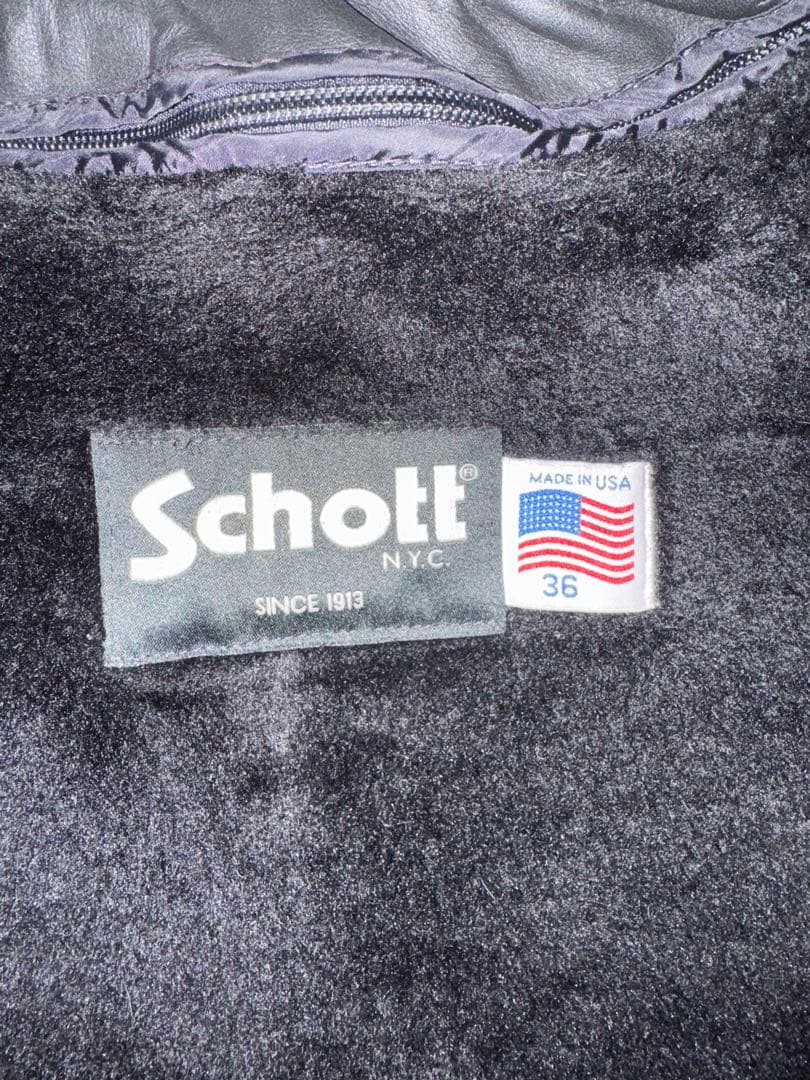 Schott®
N.Y.C.
SINCE 1913
MADE IN USA
36